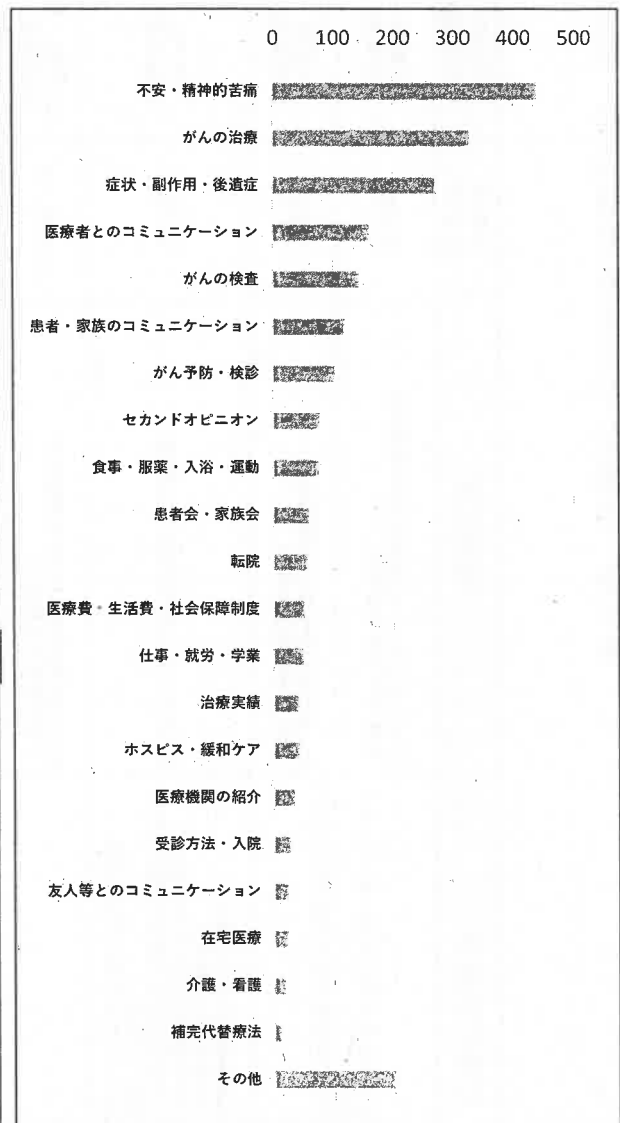 0 100 200 300 400 500
不安・精神的苦痛
がんの治療
症状・副作用・後遺症
医療者とのコミュニケーション
がんの検査
患者・家族のコミュニケーション
がん予防・検診
セカンドオピニオン
食事・服薬・入浴・運動
患者会・家族会
転院
医療費・生活費・社会保障制度
仕事・就労・学業
治療実績
ホスピス・緩和ケア
医療機関の紹介
受診方法・入院
友人等とのコミュニケーション
在宅医療
介護・看護
補完代替療法
その他